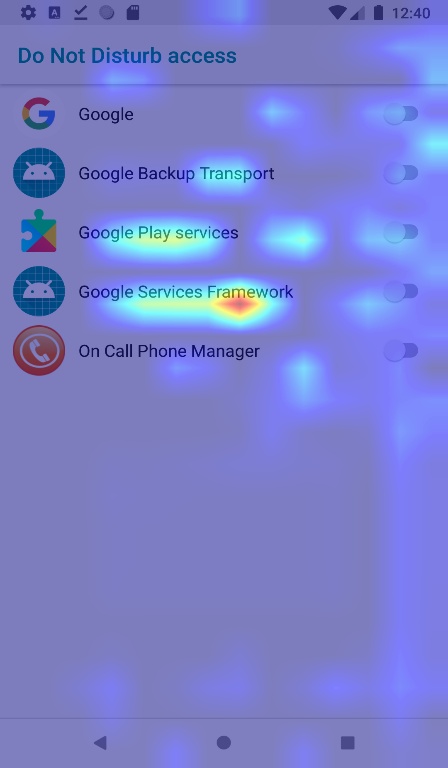 12:40
Do Not Disturb access
Google
Google Backup Transport
Google Play services
Google Services Framework
On Call Phone Manager